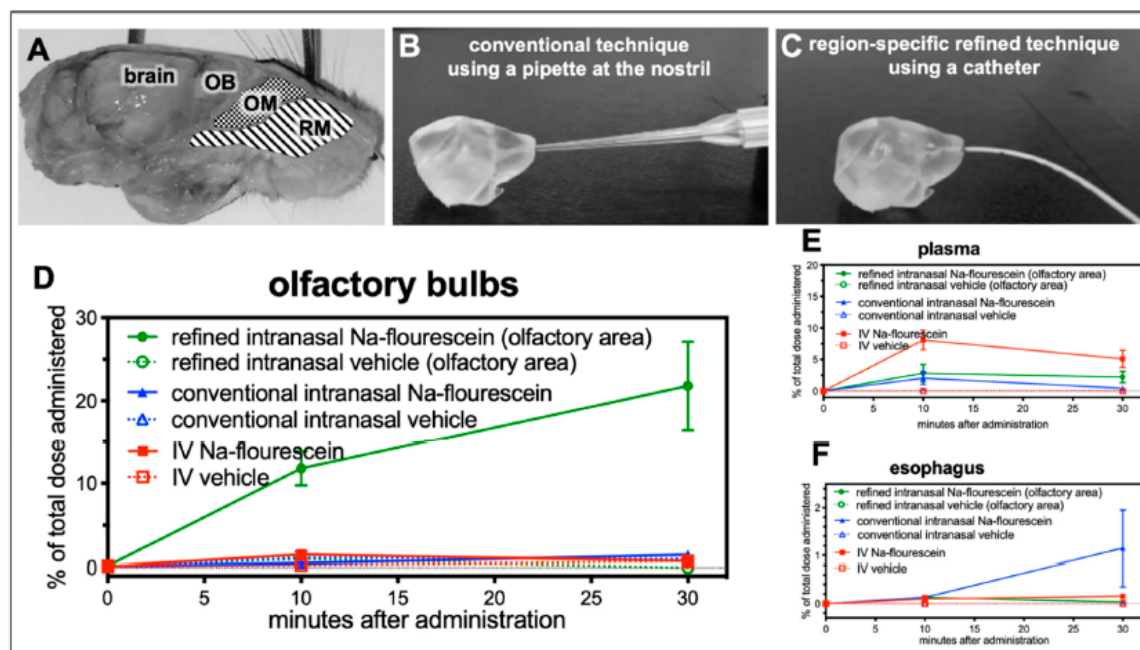 A
brain
OB
OM
RM
B
conventional technique
using a pipette at the nostril
C
region-specific refined technique
using a catheter
D
olfactory bulbs
% of total dose administered
30
20
10
0
refined intranasal Na-flourescein (olfactory area)
refined intranasal vehicle (olfactory area)
conventional intranasal Na-flourescein
conventional intranasal vehicle
IV Na-flourescein
IV vehicle
0 5 10 15 20 25 30
minutes after administration
E
plasma
% of total dose administered
20
15
10
5
0
refined intranasal Na-flourescein (olfactory area)
refined intranasal vehicle (olfactory area)
conventional intranasal Na-flourescein
conventional intranasal vehicle
IV Na-flourescein
IV vehicle
0 5 10 15 20 25 30
minutes after administration
F
esophagus
% of total dose administered
2
1
0
refined intranasal Na-flourescein (olfactory area)
refined intranasal vehicle (olfactory area)
conventional intranasal Na-flourescein
conventional intranasal vehicle
IV Na-flourescein
IV vehicle
0 5 10 15 20 25 30
minutes after administration